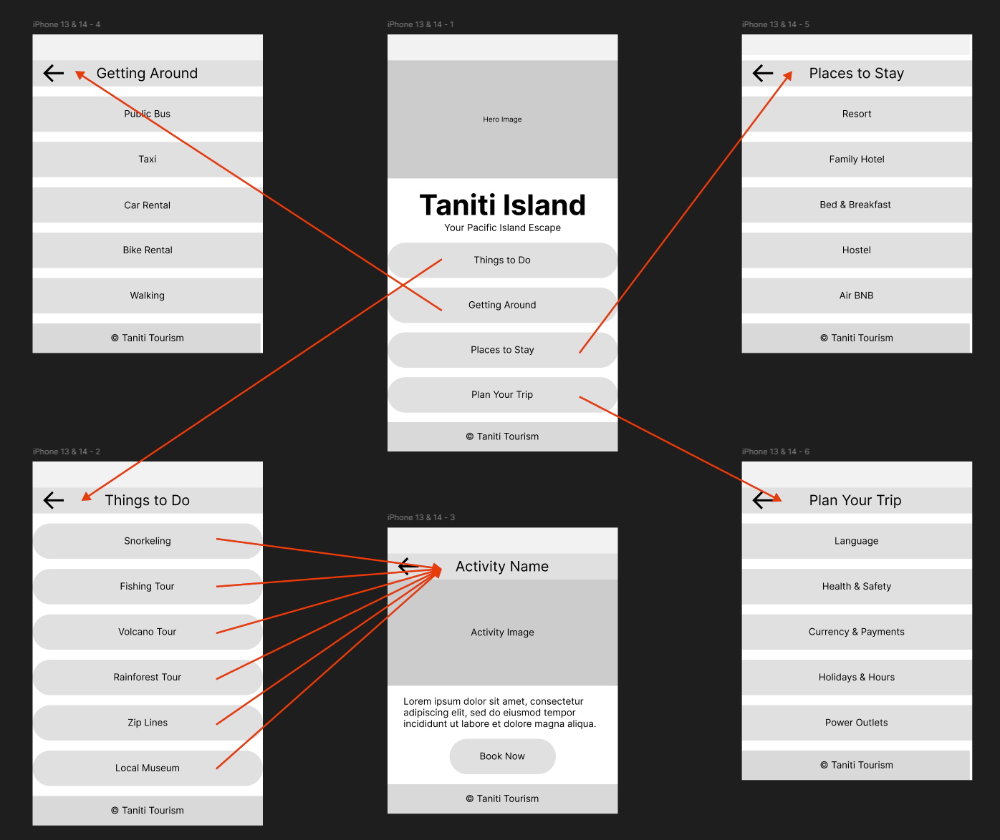 iPhone 13 & 14 - 4
Getting Around
Public Bus
Taxi
Car Rental
Bike Rental
Walking
© Taniti Tourism
iPhone 13 & 14 - 1
Hero Image
Taniti Island
Your Pacific Island Escape
Things to Do
Getting Around
Places to Stay
Plan Your Trip
© Taniti Tourism
iPhone 13 & 14 - 5
Places to Stay
Resort
Family Hotel
Bed & Breakfast
Hostel
Air BNB
© Taniti Tourism
iPhone 13 & 14 - 2
Things to Do
Snorkeling
Fishing Tour
Volcano Tour
Rainforest Tour
Zip Lines
Local Museum
© Taniti Tourism
iPhone 13 & 14 - 3
Activity Name
Activity Image
Lorem ipsum dolor sit amet, consectetur
adipiscing elit, sed do eiusmod tempor
incididunt ut labore et dolore magna aliqua.
Book Now
© Taniti Tourism
iPhone 13 & 14 - 6
Plan Your Trip
Language
Health & Safety
Currency & Payments
Holidays & Hours
Power Outlets
© Taniti Tourism